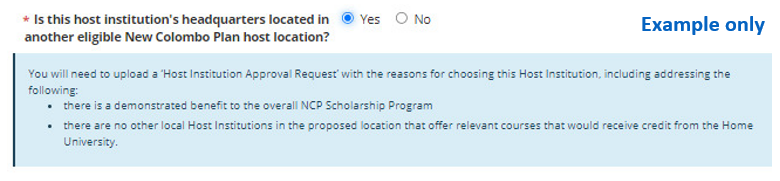 * Is this host institution's headquarters located in
another eligible New Colombo Plan host location?
Yes No
Example only
You will need to upload a 'Host Institution Approval Request' with the reasons for choosing this Host Institution, including addressing the
following:
• there is a demonstrated benefit to the overall NCP Scholarship Program
• there are no other local Host Institutions in the proposed location that offer relevant courses that would receive credit from the Home
University.